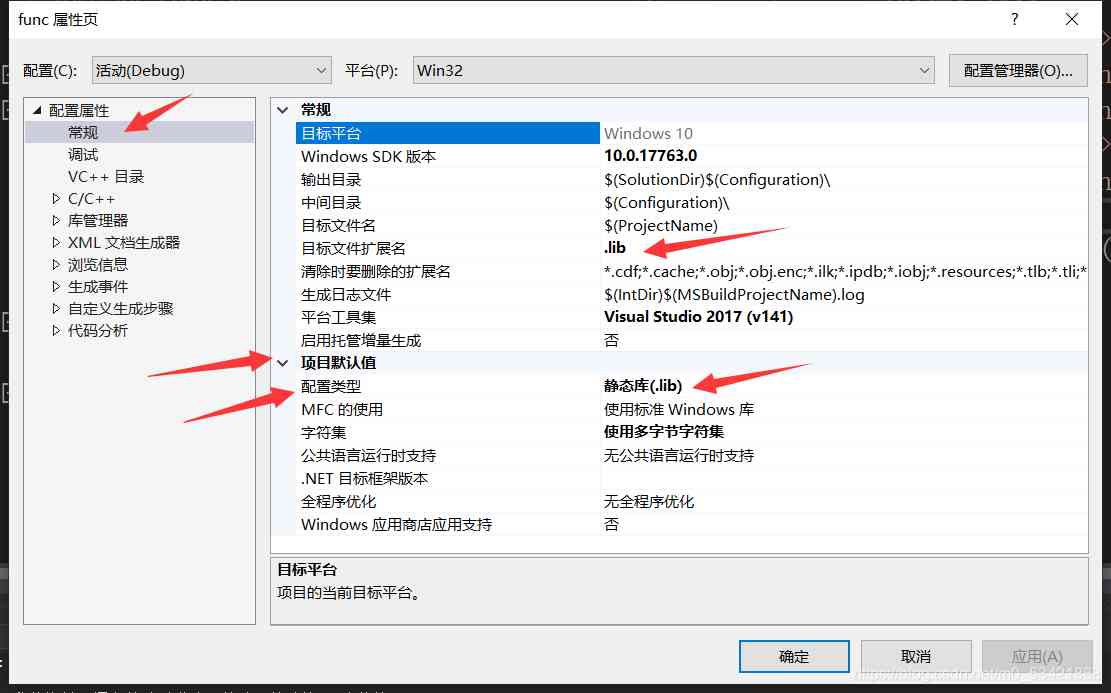 func 属性页
?
配置(C): 活动(Debug) 平台(P): Win32 配置管理器(O)...
配置属性
常规
调试
VC++ 目录
C/C++
库管理器
XML 文档生成器
浏览信息
生成事件
自定义生成步骤
代码分析
常规
目标平台 Windows 10
Windows SDK 版本 10.0.17763.0
输出目录 $(SolutionDir)$(Configuration)\
中间目录 $(Configuration)\
目标文件名 $(ProjectName)
目标文件扩展名 .lib
清除时要删除的扩展名 *.cdf;*.cache;*.obj;*.obj.enc;*.ilk;*.ipdb;*.iobj;*.resources;*.tlb;*.tli;*
生成日志文件 $(IntDir)$(MSBuildProjectName).log
平台工具集 Visual Studio 2017 (v141)
启用托管增量生成 否
项目默认值
配置类型 静态库(.lib)
MFC 的使用 使用标准 Windows 库
字符集 使用多字节字符集
公共语言运行时支持 无公共语言运行时支持
.NET 目标框架版本
全程序优化 无全程序优化
Windows 应用商店应用支持 否
目标平台
项目的当前目标平台。
确定 取消 应用(A)